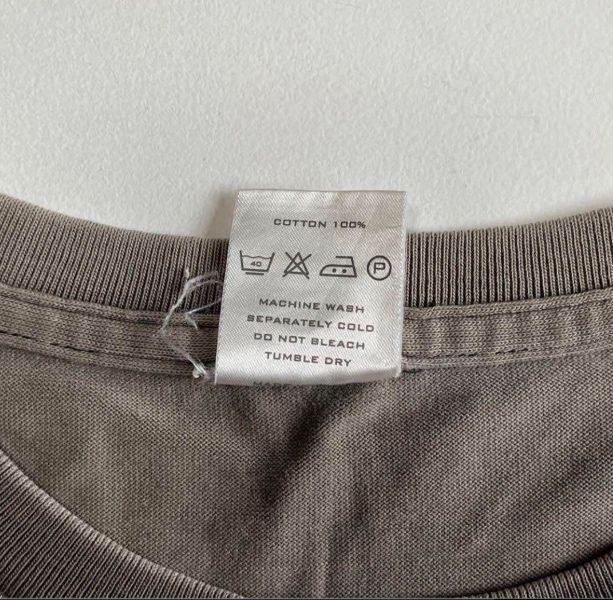 COTTON 100%
40 P
MACHINE WASH
SEPARATELY COLD
DO NOT BLEACH
TUMBLE DRY